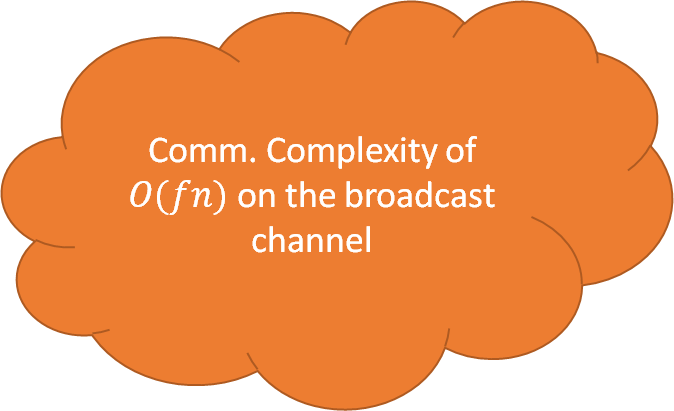 Comm. Complexity of
𝑂(𝑓𝑛) on the broadcast
channel